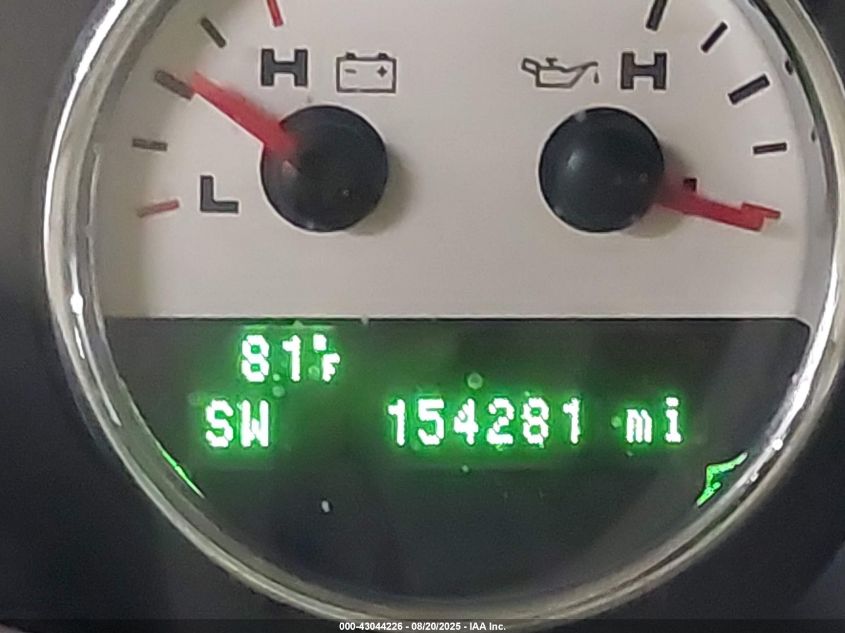 H H
L
81°F
SW 154281 mi
000-43044226 - 08/20/2025 - IAA Inc.